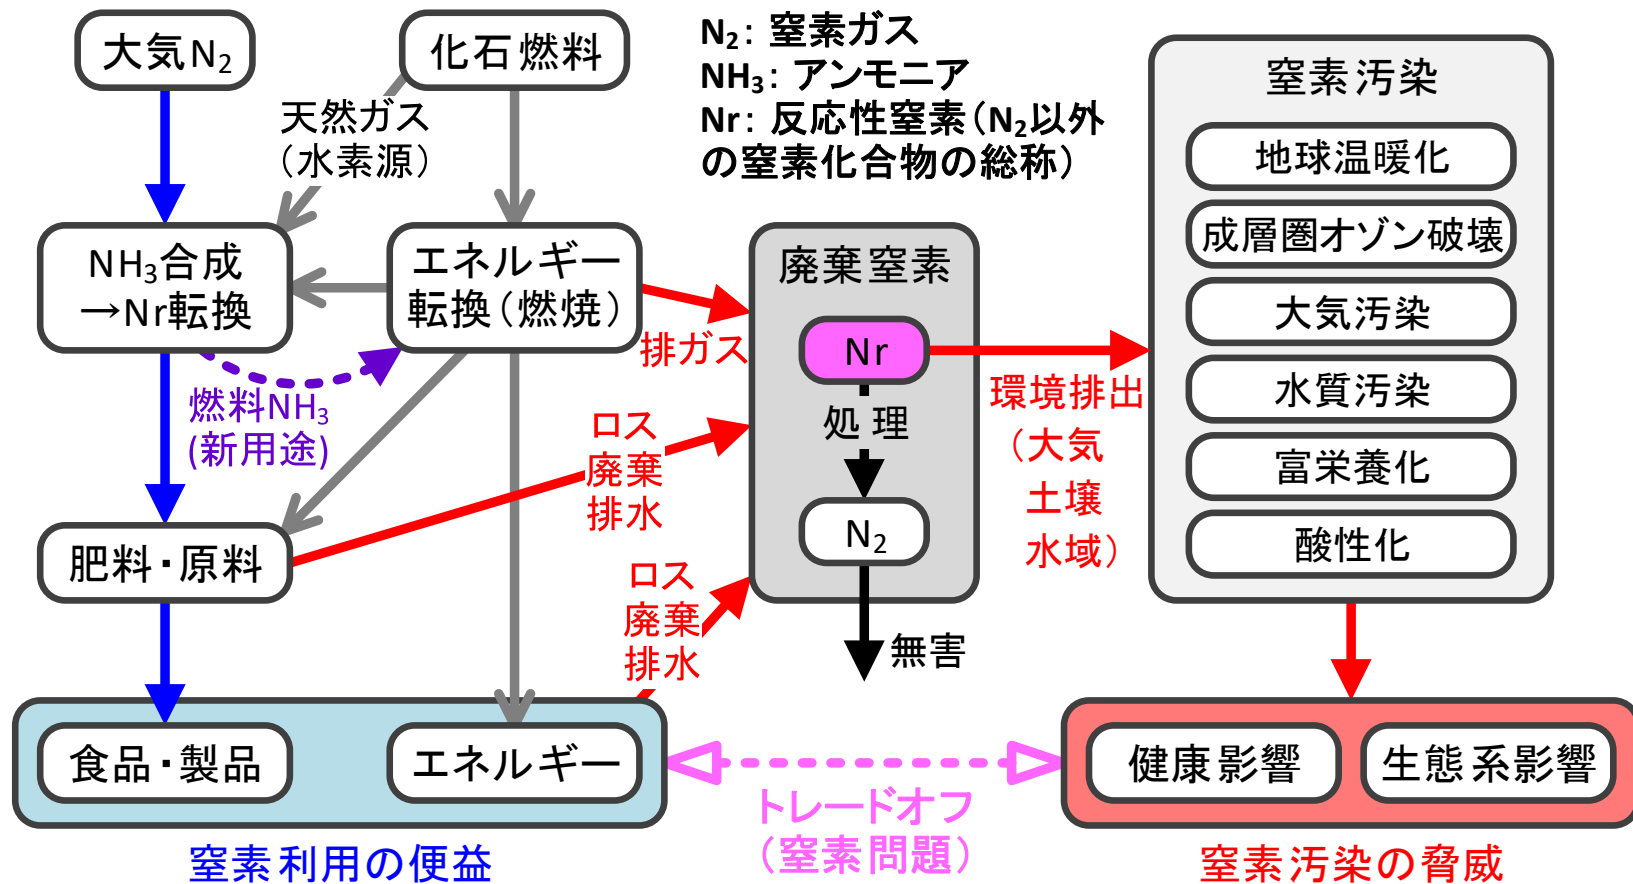 大気N₂
化石燃料
N₂： 窒素ガス
NH₃： アンモニア
Nr： 反応性窒素（N₂以外
の窒素化合物の総称）
天然ガス
（水素源）
NH₃合成
→Nr転換
エネルギー
転換（燃焼）
燃料NH₃
(新用途)
肥料・原料
排ガス
ロス
廃棄
排水
ロス
廃棄
排水
廃棄窒素
Nr
処理
N₂
無害
環境排出
（大気
土壌
水域）
窒素汚染
地球温暖化
成層圏オゾン破壊
大気汚染
水質汚染
富栄養化
酸性化
食品・製品
エネルギー
窒素利用の便益
トレードオフ
（窒素問題）
健康影響
生態系影響
窒素汚染の脅威